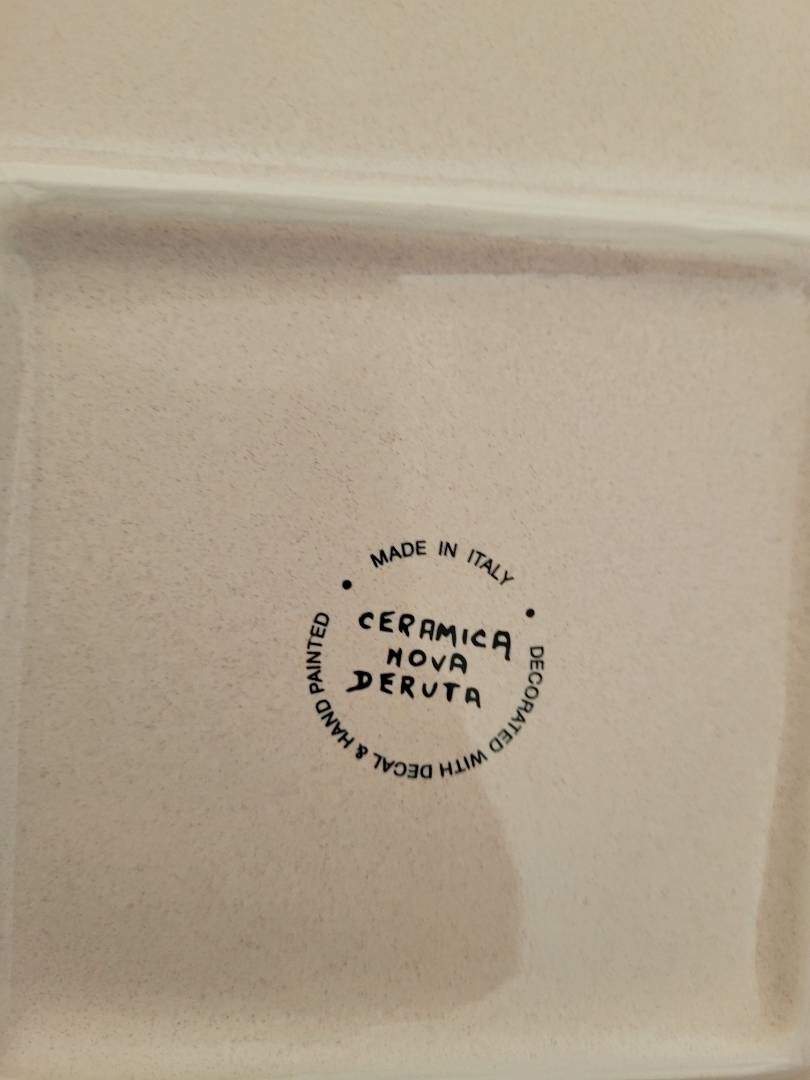 MADE IN ITALY
CERAMICA
NOVA
DERUTA
• DECORATED WITH DECAL & HAND PAINTED •